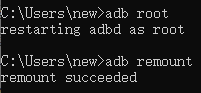 C:\Users\new>adb root
restarting adbd as root
C:\Users\new>adb remount
remount succeeded